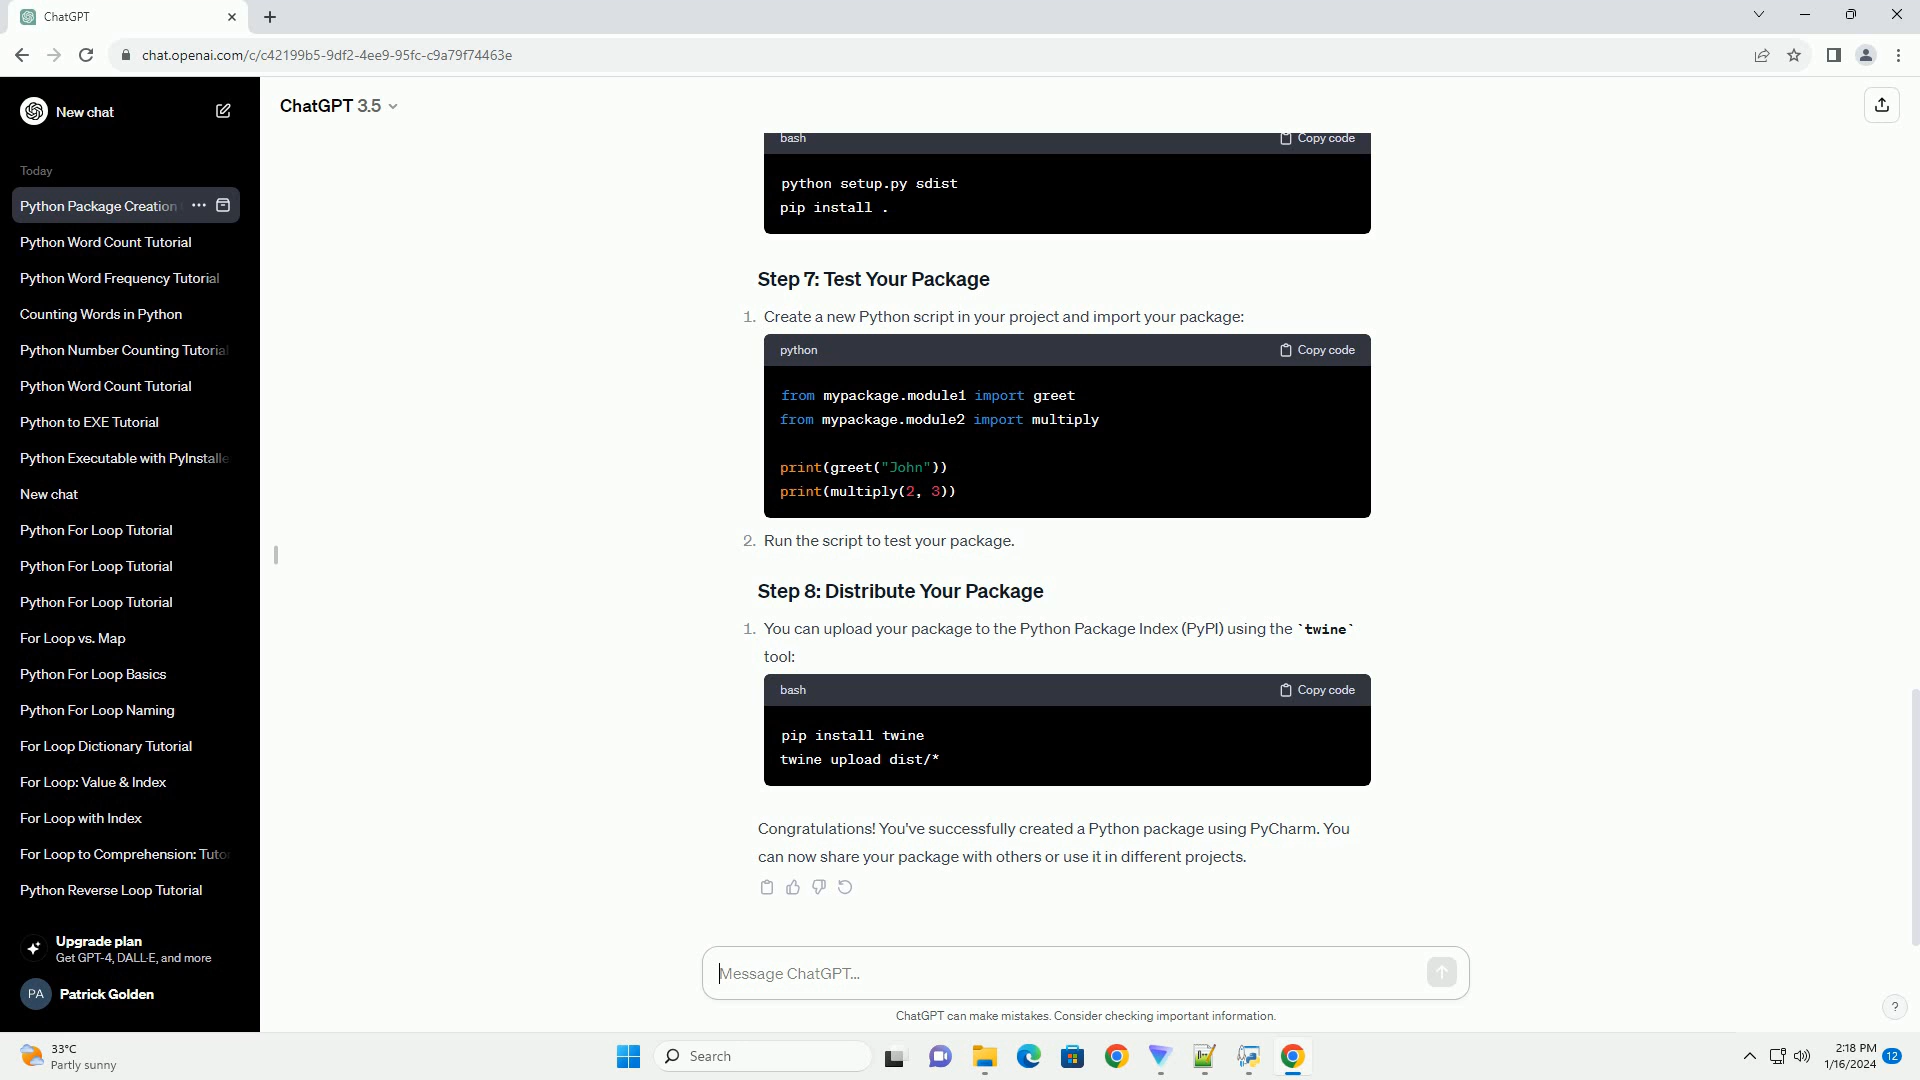 ChatGPT
chat.openai.com/c/c42199b5-9df2-4ee9-95fc-c9a79f74463e
New chat
ChatGPT 3.5
Today
Python Package Creation
Python Word Count Tutorial
Python Word Frequency Tutorial
Counting Words in Python
Python Number Counting Tutorial
Python Word Count Tutorial
Python to EXE Tutorial
Python Executable with PyInstalle
New chat
Python For Loop Tutorial
Python For Loop Tutorial
Python For Loop Tutorial
For Loop vs. Map
Python For Loop Basics
Python For Loop Naming
For Loop Dictionary Tutorial
For Loop: Value & Index
For Loop with Index
For Loop to Comprehension: Tuto
Python Reverse Loop Tutorial
Upgrade plan
Get GPT-4, DALL·E, and more
PA Patrick Golden
bash Copy code
python setup.py sdist
pip install .
Step 7: Test Your Package
1. Create a new Python script in your project and import your package:
python Copy code
from mypackage.module1 import greet
from mypackage.module2 import multiply
print(greet("John"))
print(multiply(2, 3))
2. Run the script to test your package.
Step 8: Distribute Your Package
1. You can upload your package to the Python Package Index (PyPI) using the `twine`
tool:
bash Copy code
pip install twine
twine upload dist/*
Congratulations! You've successfully created a Python package using PyCharm. You
can now share your package with others or use it in different projects.
Message ChatGPT...
ChatGPT can make mistakes. Consider checking important information.
?
33°C
Partly sunny
Search
2:18 PM
1/16/2024
12